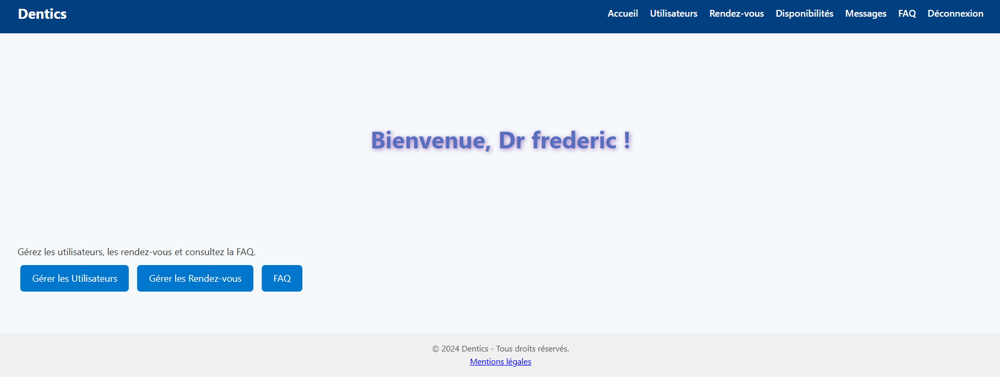 Dentics
Accueil Utilisateurs Rendez-vous Disponibilités Messages FAQ Déconnexion
Bienvenue, Dr frederic !
Gérez les utilisateurs, les rendez-vous et consultez la FAQ.
Gérer les Utilisateurs Gérer les Rendez-vous FAQ
© 2024 Dentics - Tous droits réservés.
Mentions légales